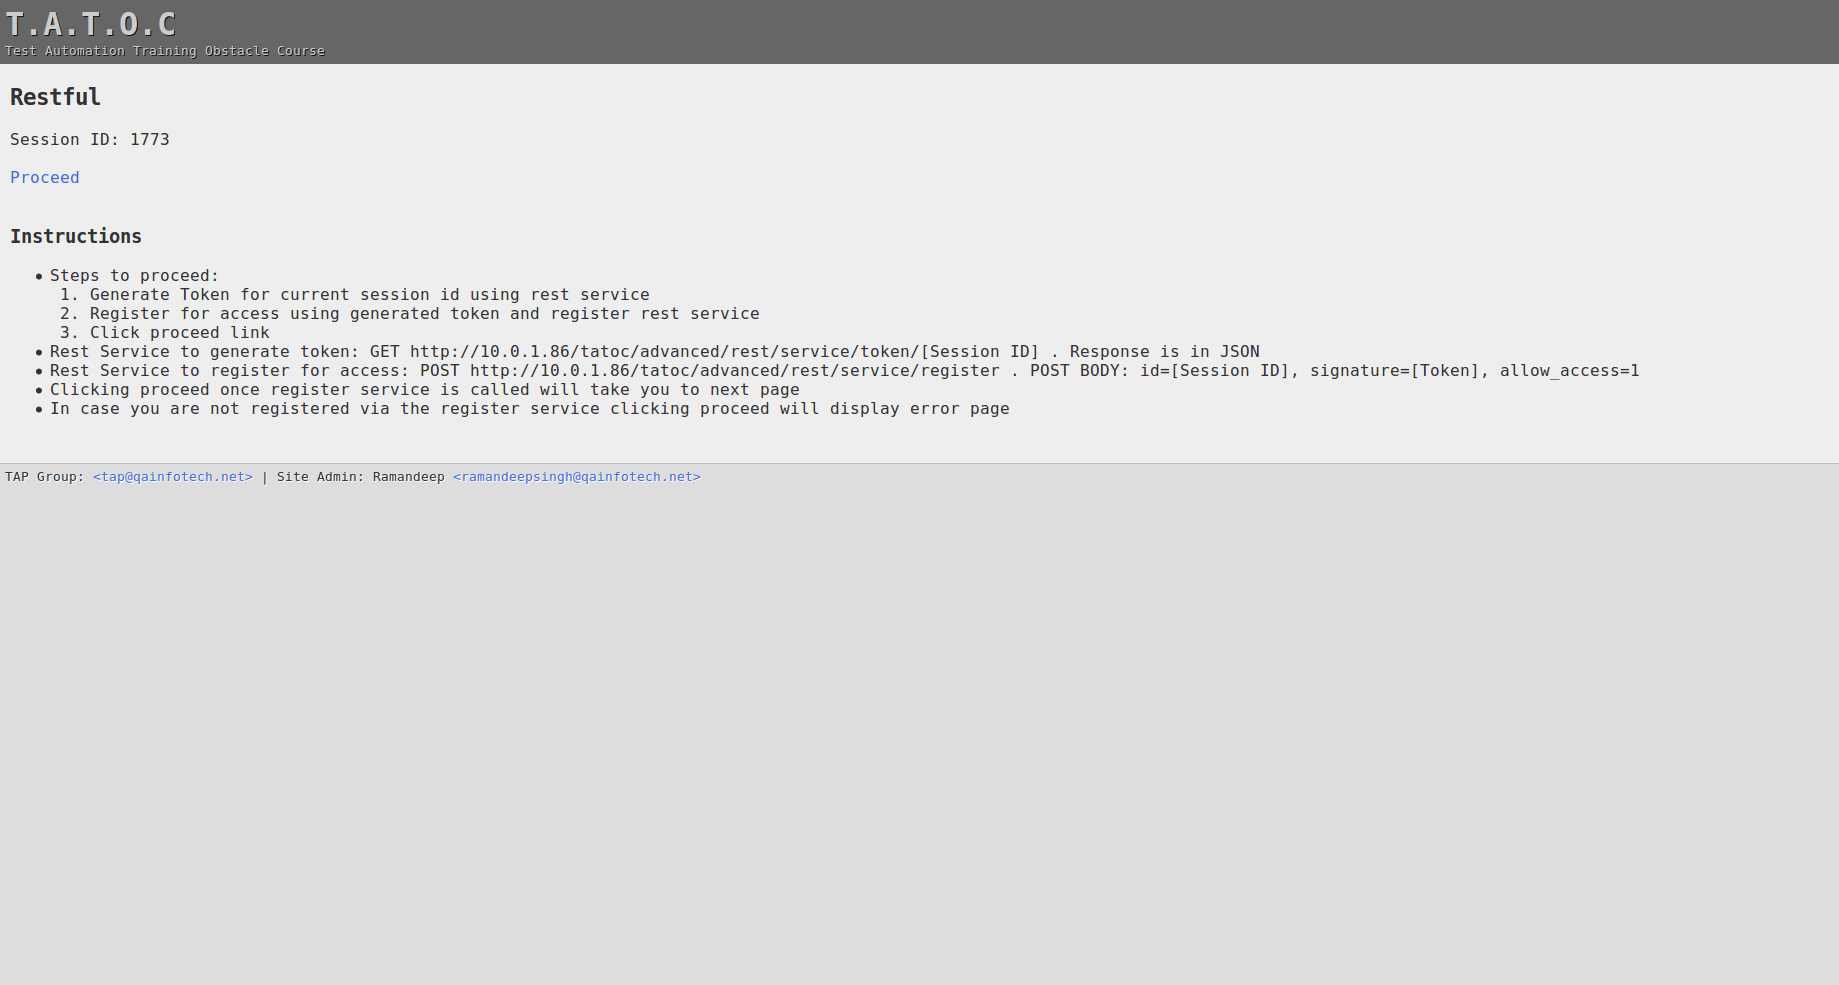 T.A.T.O.C
Test Automation Training Obstacle Course
Restful
Session ID: 1773
Proceed
Instructions
• Steps to proceed:
1. Generate Token for current session id using rest service
2. Register for access using generated token and register rest service
3. Click proceed link
• Rest Service to generate token: GET http://10.0.1.86/tatoc/advanced/rest/service/token/[Session ID] . Response is in JSON
• Rest Service to register for access: POST http://10.0.1.86/tatoc/advanced/rest/service/register . POST BODY: id=[Session ID], signature=[Token], allow_access=1
• Clicking proceed once register service is called will take you to next page
• In case you are not registered via the register service clicking proceed will display error page
TAP Group: <tap@qainfotech.net> | Site Admin: Ramandeep <ramandeepsingh@qainfotech.net>